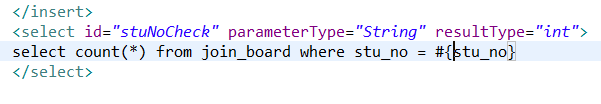 </insert>
<select id="stuNoCheck" parameterType="String" resultType="int">
select count(*) from join_board where stu_no = #{stu_no}
</select>